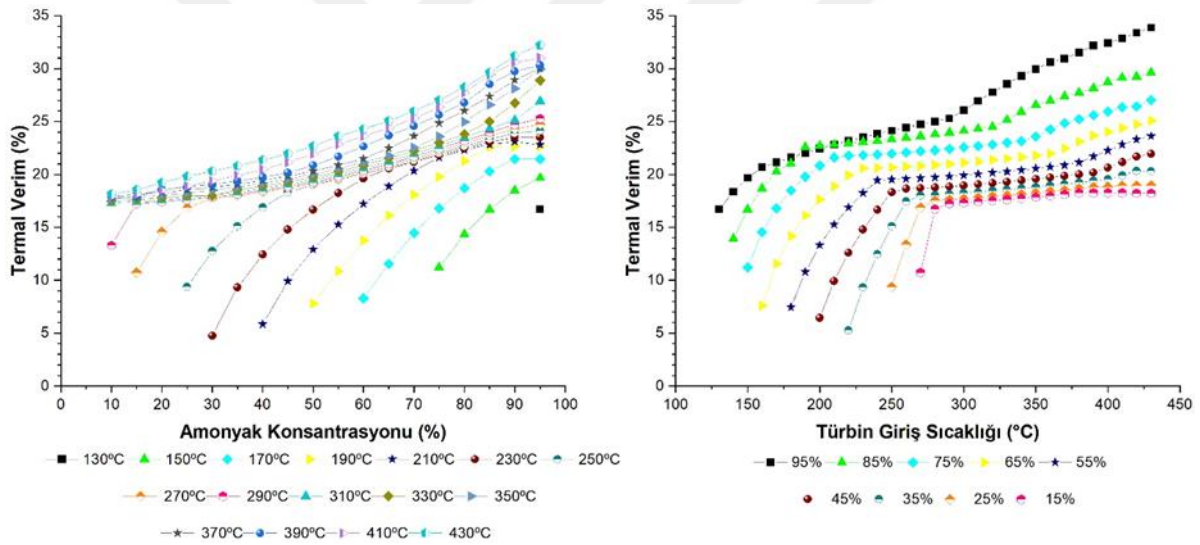 35
30
25
20
15
10
5
0
Termal Verim (%)
0 10 20 30 40 50 60 70 80 90 100
Amonyak Konsantrasyonu (%)
130ºC 150ºC 170ºC 190ºC 210ºC 230ºC 250ºC
270ºC 290ºC 310ºC 330ºC 350ºC
370ºC 390ºC 410ºC 430ºC
35
30
25
20
15
10
5
0
Termal Verim (%)
100 150 200 250 300 350 400 450
Türbin Giriş Sıcaklığı (°C)
95% 85% 75% 65% 55%
45% 35% 25% 15%